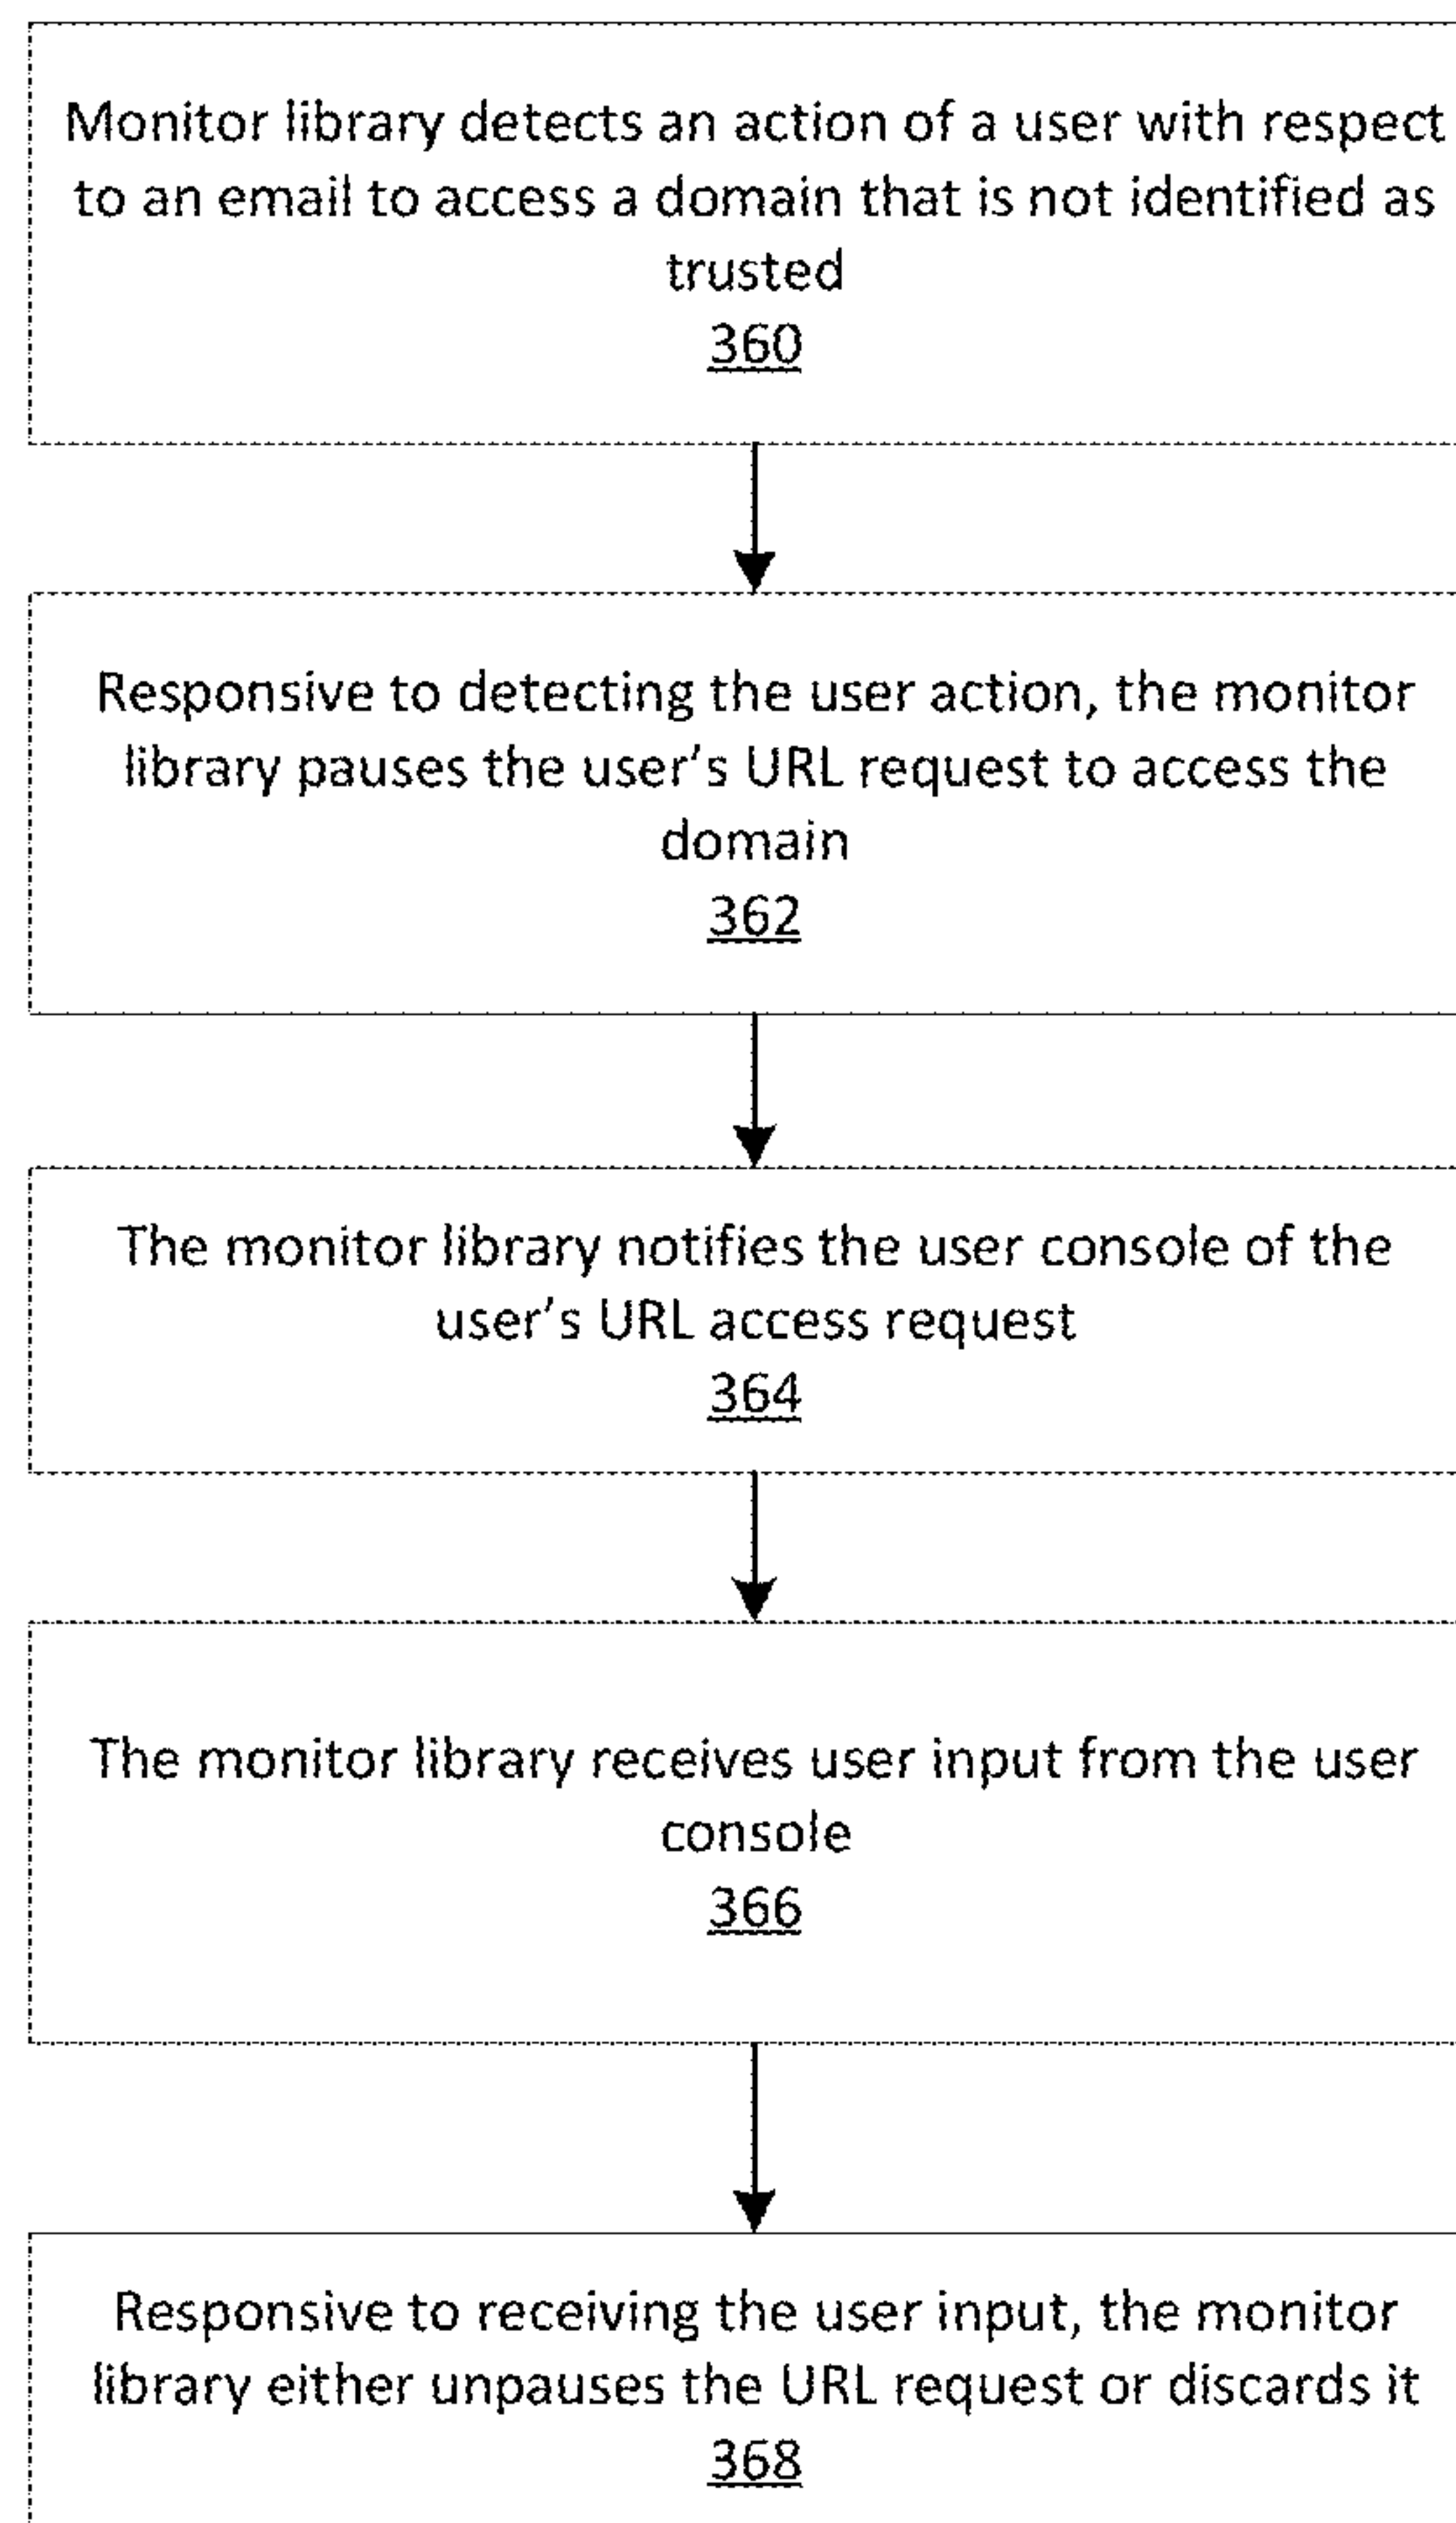 Monitor library detects an action of a user with respect
to an email to access a domain that is not identified as
trusted
360
Responsive to detecting the user action, the monitor
library pauses the user's URL request to access the
domain
362
The monitor library notifies the user console of the
user's URL access request
364
The monitor library receives user input from the user
console
366
Responsive to receiving the user input, the monitor
library either unpauses the URL request or discards it
368